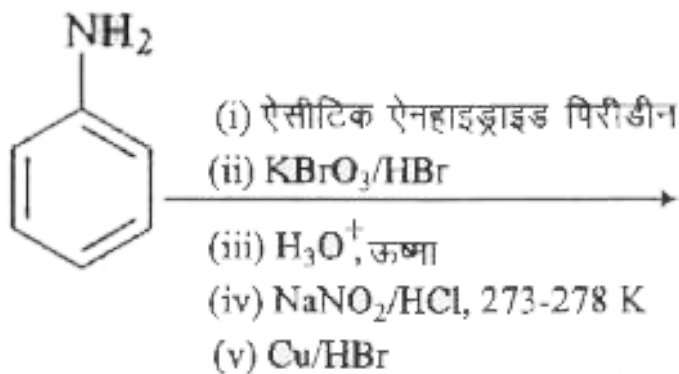 NH₂
(i) ऐसीटिक ऐनहाइड्राइड पिरीडीन
(ii) KBrO₃/HBr
(iii) H₃O⁺, ऊष्मा
(iv) NaNO₂/HCl, 273-278 K
(v) Cu/HBr